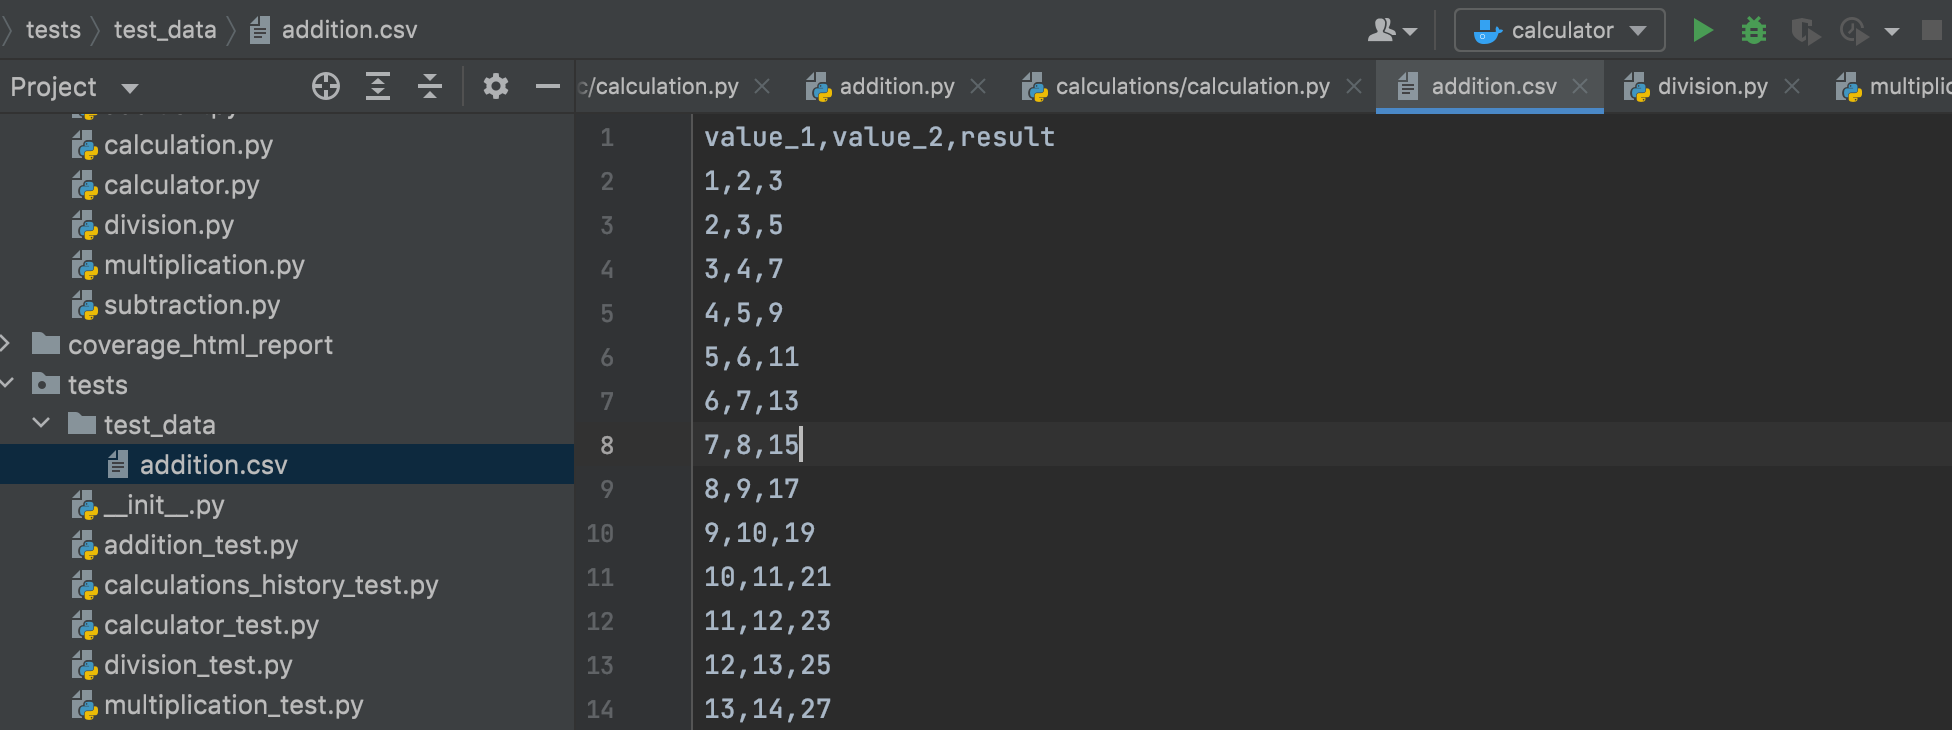 tests test_data addition.csv
calculator
Project
c/calculation.py addition.py calculations/calculation.py addition.csv division.py
calculation.py
calculator.py
division.py
multiplication.py
subtraction.py
coverage_html_report
tests
test_data
addition.csv
__init__.py
addition_test.py
calculations_history_test.py
calculator_test.py
division_test.py
multiplication_test.py
1 value_1,value_2,result
2 1,2,3
3 2,3,5
4 3,4,7
5 4,5,9
6 5,6,11
7 6,7,13
8 7,8,15
9 8,9,17
10 9,10,19
11 10,11,21
12 11,12,23
13 12,13,25
14 13,14,27